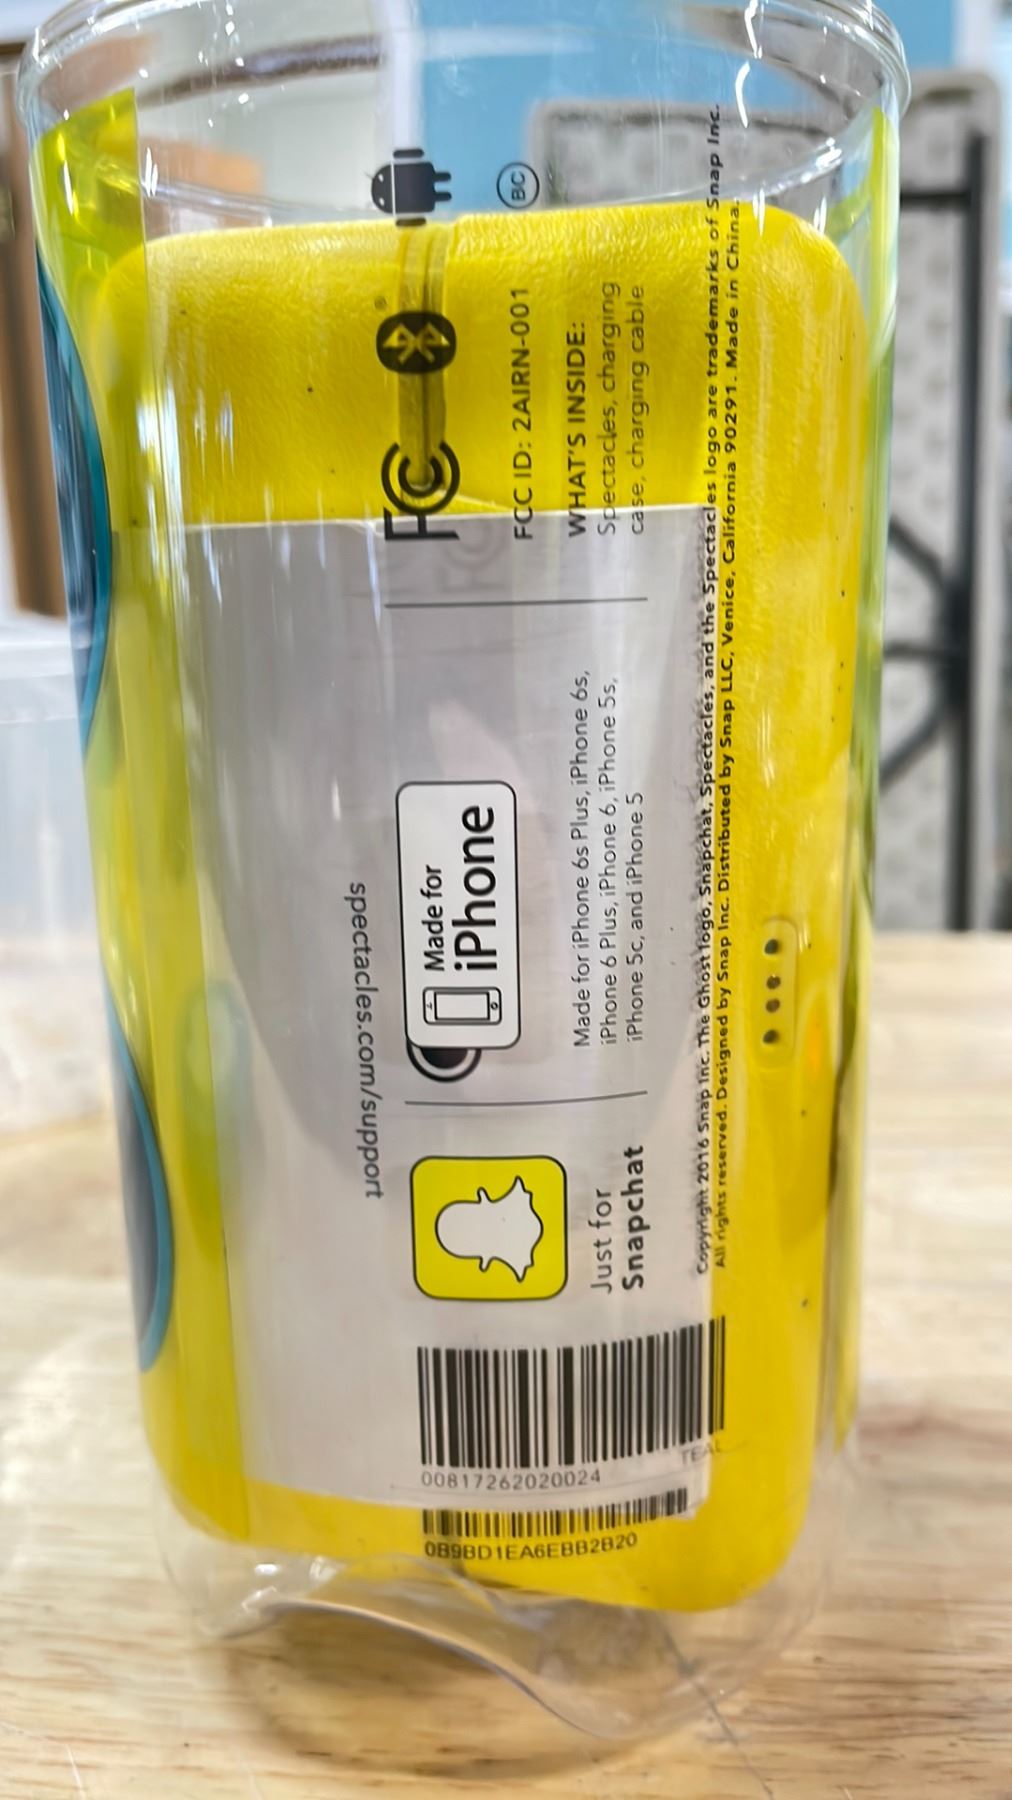 spectacles.com/support
00817262020024
TEAL
0B9BD1EA6EBB2B20
Just for
Snapchat
Made for
iPhone
Made for iPhone 6s Plus, iPhone 6s,
iPhone 6 Plus, iPhone 6, iPhone 5s,
iPhone 5c, and iPhone 5
FC
®
BC
FCC ID: 2AIRN-001
WHAT'S INSIDE:
Spectacles, charging
case, charging cable
Copyright 2016 Snap Inc. The Ghost logo, Snapchat, Spectacles, and the Spectacles logo are trademarks of Snap Inc.
All rights reserved. Designed by Snap Inc. Distributed by Snap LLC, Venice, California 90291. Made in China.